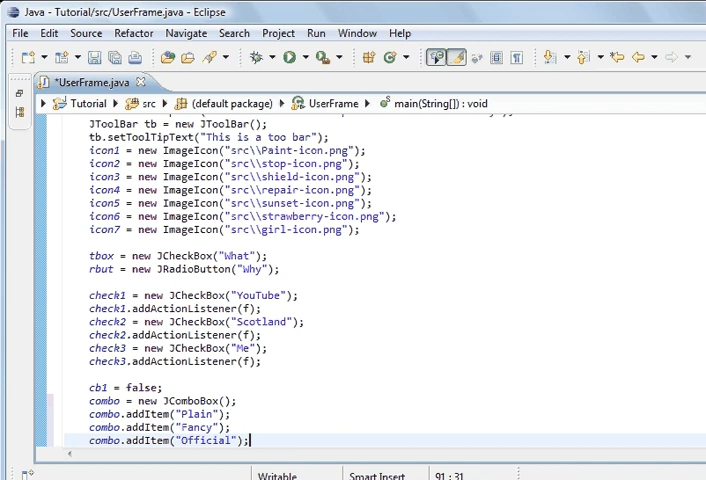 Java - Tutorial/src/UserFrame.java - Eclipse
File Edit Source Refactor Navigate Search Project Run Window Help
*UserFrame.java
Tutorial src (default package) UserFrame main(String[]) : void
JToolBar tb = new JToolBar();
tb.setToolTipText("This is a too bar");
icon1 = new ImageIcon("src\\Paint-icon.png");
icon2 = new ImageIcon("src\\stop-icon.png");
icon3 = new ImageIcon("src\\shield-icon.png");
icon4 = new ImageIcon("src\\repair-icon.png");
icon5 = new ImageIcon("src\\sunset-icon.png");
icon6 = new ImageIcon("src\\strawberry-icon.png");
icon7 = new ImageIcon("src\\girl-icon.png");
tbox = new JCheckBox("What");
rbut = new JRadioButton("Why");
check1 = new JCheckBox("YouTube");
check1.addActionListener(f);
check2 = new JCheckBox("Scotland");
check2.addActionListener(f);
check3 = new JCheckBox("Me");
check3.addActionListener(f);
cb1 = false;
combo = new JComboBox();
combo.addItem("Plain");
combo.addItem("Fancy");
combo.addItem("Official");
Writable Smart Insert 91 : 31